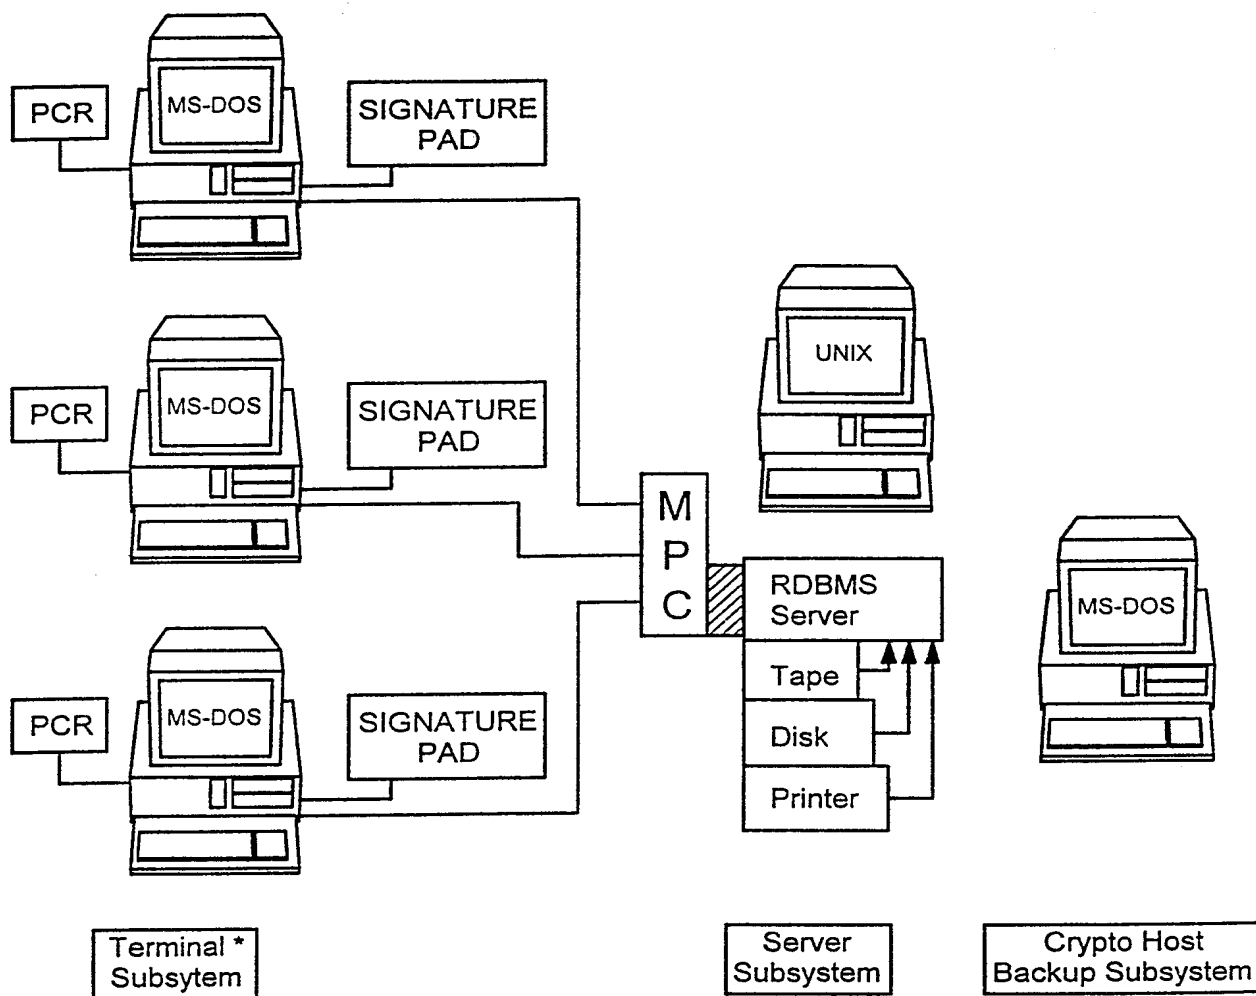 PCR
MS-DOS
SIGNATURE
PAD
PCR
MS-DOS
SIGNATURE
PAD
PCR
MS-DOS
SIGNATURE
PAD
M
P
C
UNIX
RDBMS
Server
Tape
Disk
Printer
MS-DOS
Terminal *
Subsytem
Server
Subsystem
Crypto Host
Backup Subsystem